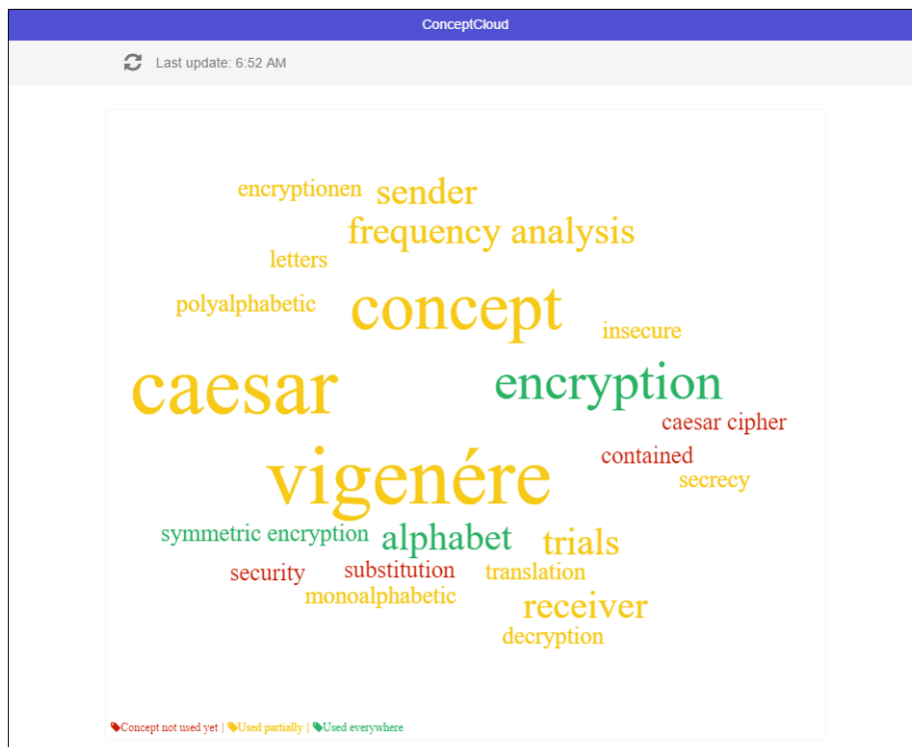 ConceptCloud
Last update: 6:52 AM
encryptionen sender
frequency analysis
letters
polyalphabetic concept
insecure
caesar encryption
caesar cipher
contained
vigenére secrecy
symmetric encryption alphabet trials
security substitution translation
monoalphabetic receiver
decryption
Concept not used yet | Used partially | Used everywhere